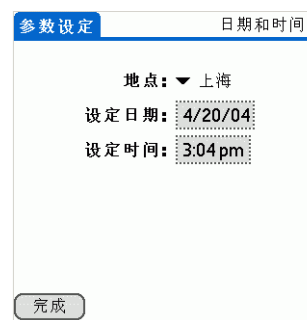 参数设定 日期和时间
地点: 上海
设定日期: 4/20/04
设定时间: 3:04 pm
完成